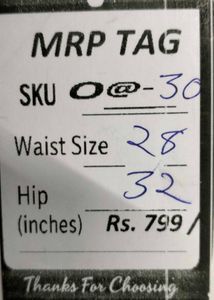 MRP TAG
SKU O@-30
Waist Size 28
Hip 32
(inches) Rs. 799/
Thanks For Choosing